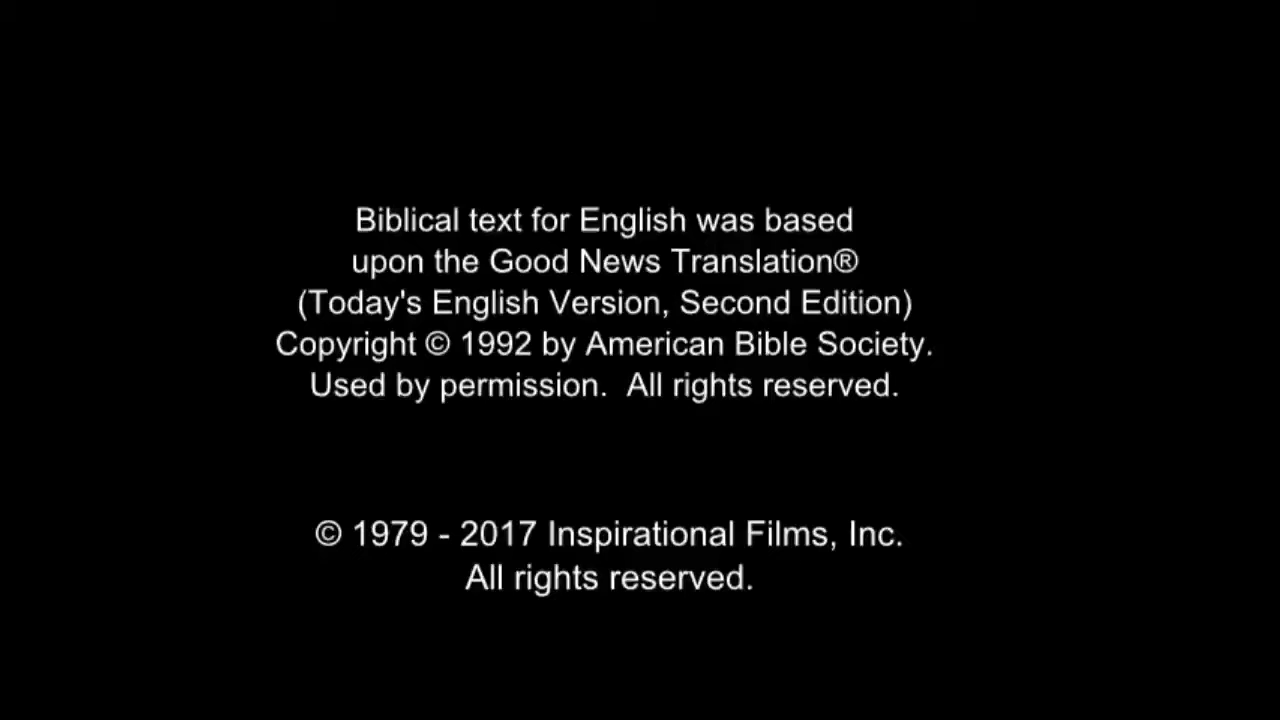 Biblical text for English was based
upon the Good News Translation®
(Today's English Version, Second Edition)
Copyright © 1992 by American Bible Society.
Used by permission.  All rights reserved.
© 1979 - 2017 Inspirational Films, Inc.
All rights reserved.